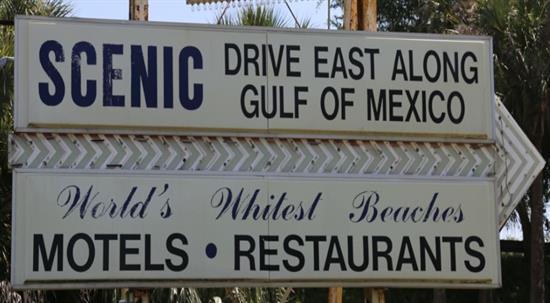 SCENIC DRIVE EAST ALONG
GULF OF MEXICO
World's Whitest Beaches
MOTELS • RESTAURANTS